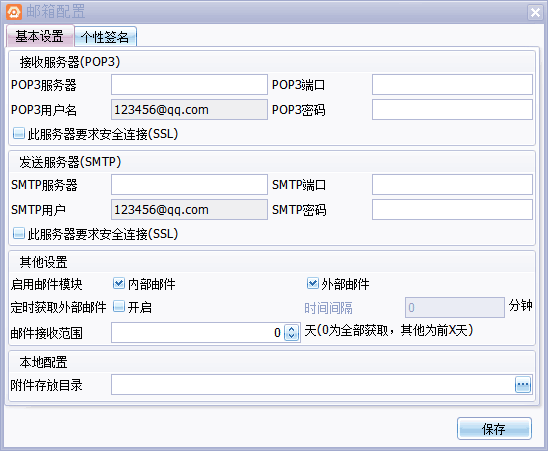 邮箱配置
基本设置 个性签名
接收服务器(POP3)
POP3服务器 POP3端口
POP3用户名 123456@qq.com POP3密码
此服务器要求安全连接(SSL)
发送服务器(SMTP)
SMTP服务器 SMTP端口
SMTP用户 123456@qq.com SMTP密码
此服务器要求安全连接(SSL)
其他设置
启用邮件模块 内部邮件 外部邮件
定时获取外部邮件 开启 时间间隔 0 分钟
邮件接收范围 0 天(0为全部获取，其他为前X天)
本地配置
附件存放目录 ...
保存